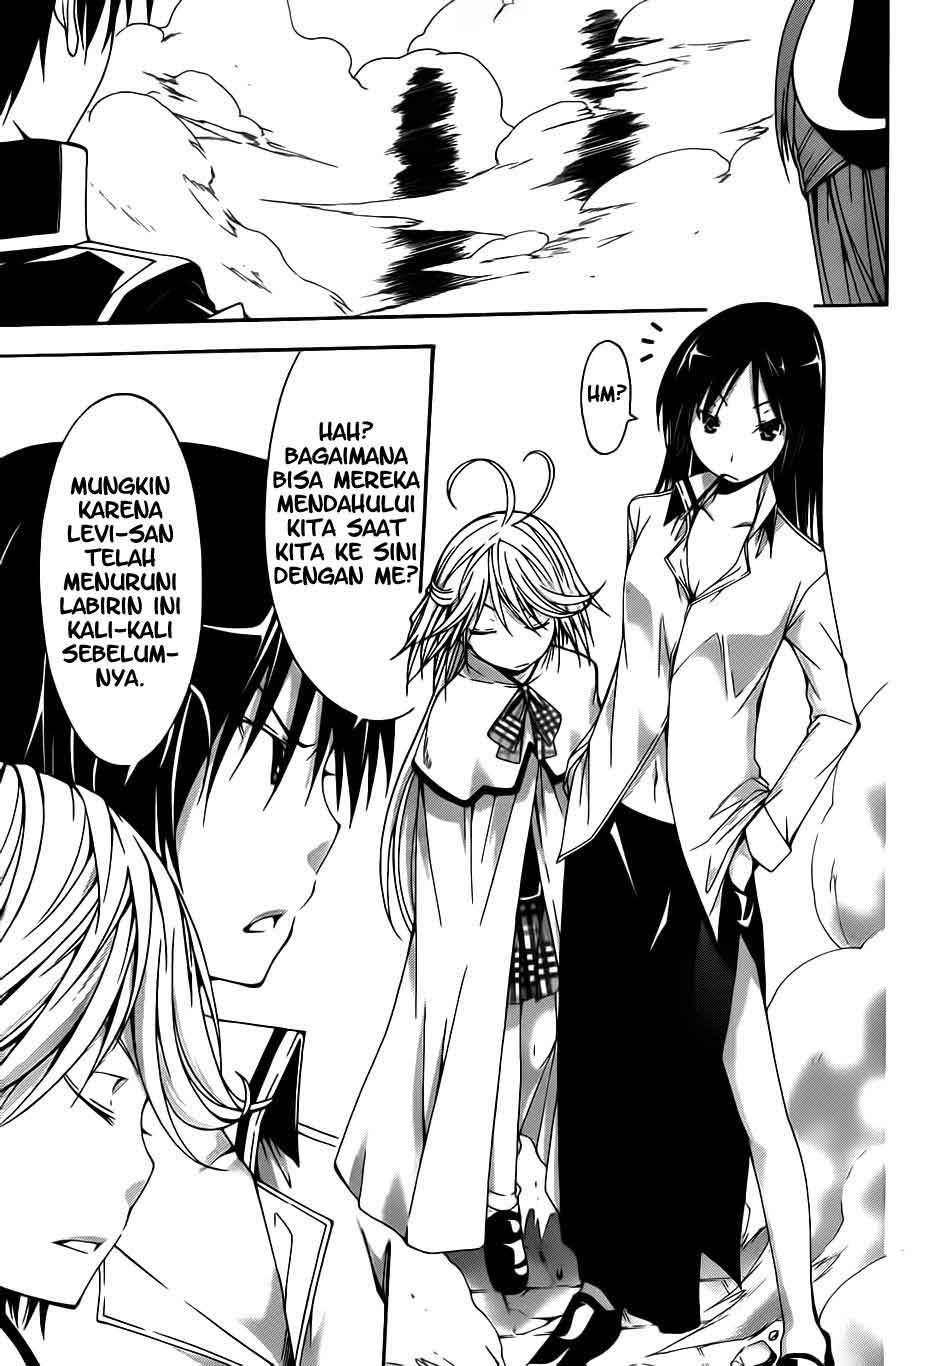 HM?
HAH?
BAGAIMANA
BISA MEREKA
MENDAHULUI
KITA SAAT
KITA KE SINI
DENGAN ME?
MUNGKIN
KARENA
LEVI-SAN
TELAH
MENURUNI
LABIRIN INI
KALI-KALI
SEBELUM-
NYA.